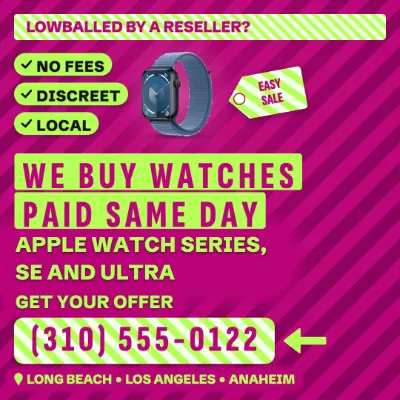 LOWBALLED BY A RESELLER?
✓ NO FEES
✓ DISCREET
✓ LOCAL
EASY
SALE
WE BUY WATCHES
PAID SAME DAY
APPLE WATCH SERIES,
SE AND ULTRA
GET YOUR OFFER
(310) 555-0122
LONG BEACH • LOS ANGELES • ANAHEIM